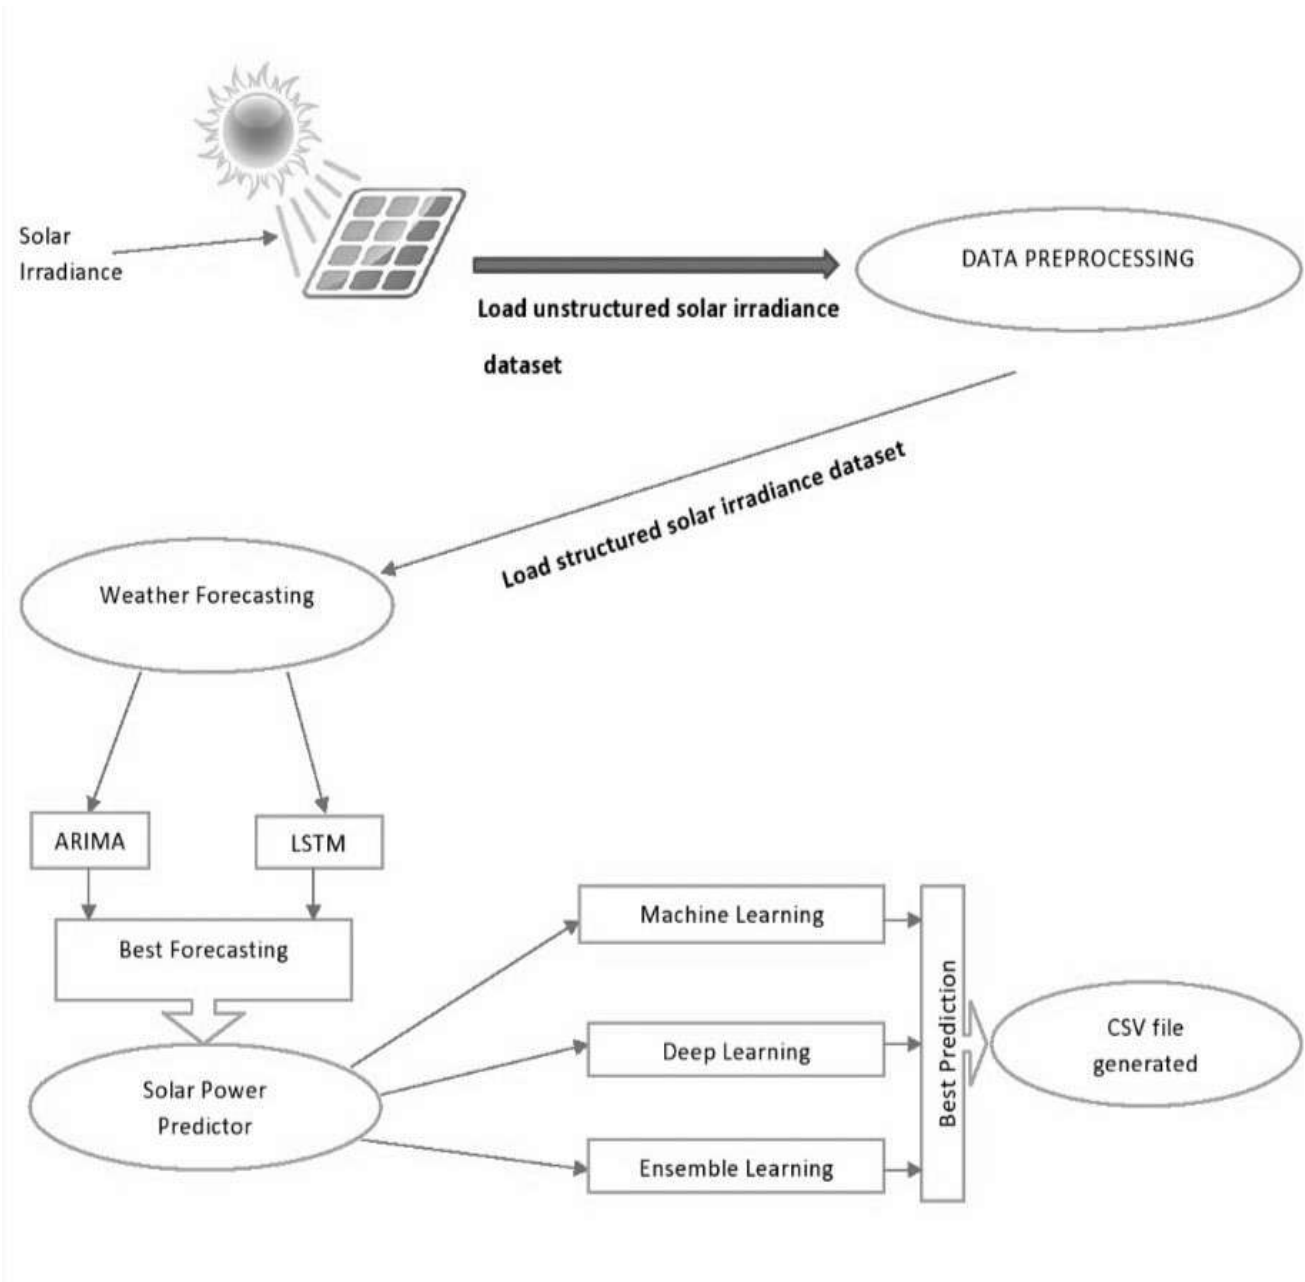 Solar
Irradiance
DATA PREPROCESSING
Load unstructured solar irradiance
dataset
Load structured solar irradiance dataset
Weather Forecasting
ARIMA
LSTM
Best Forecasting
Solar Power
Predictor
Machine Learning
Deep Learning
Ensemble Learning
Best Prediction
CSV file
generated